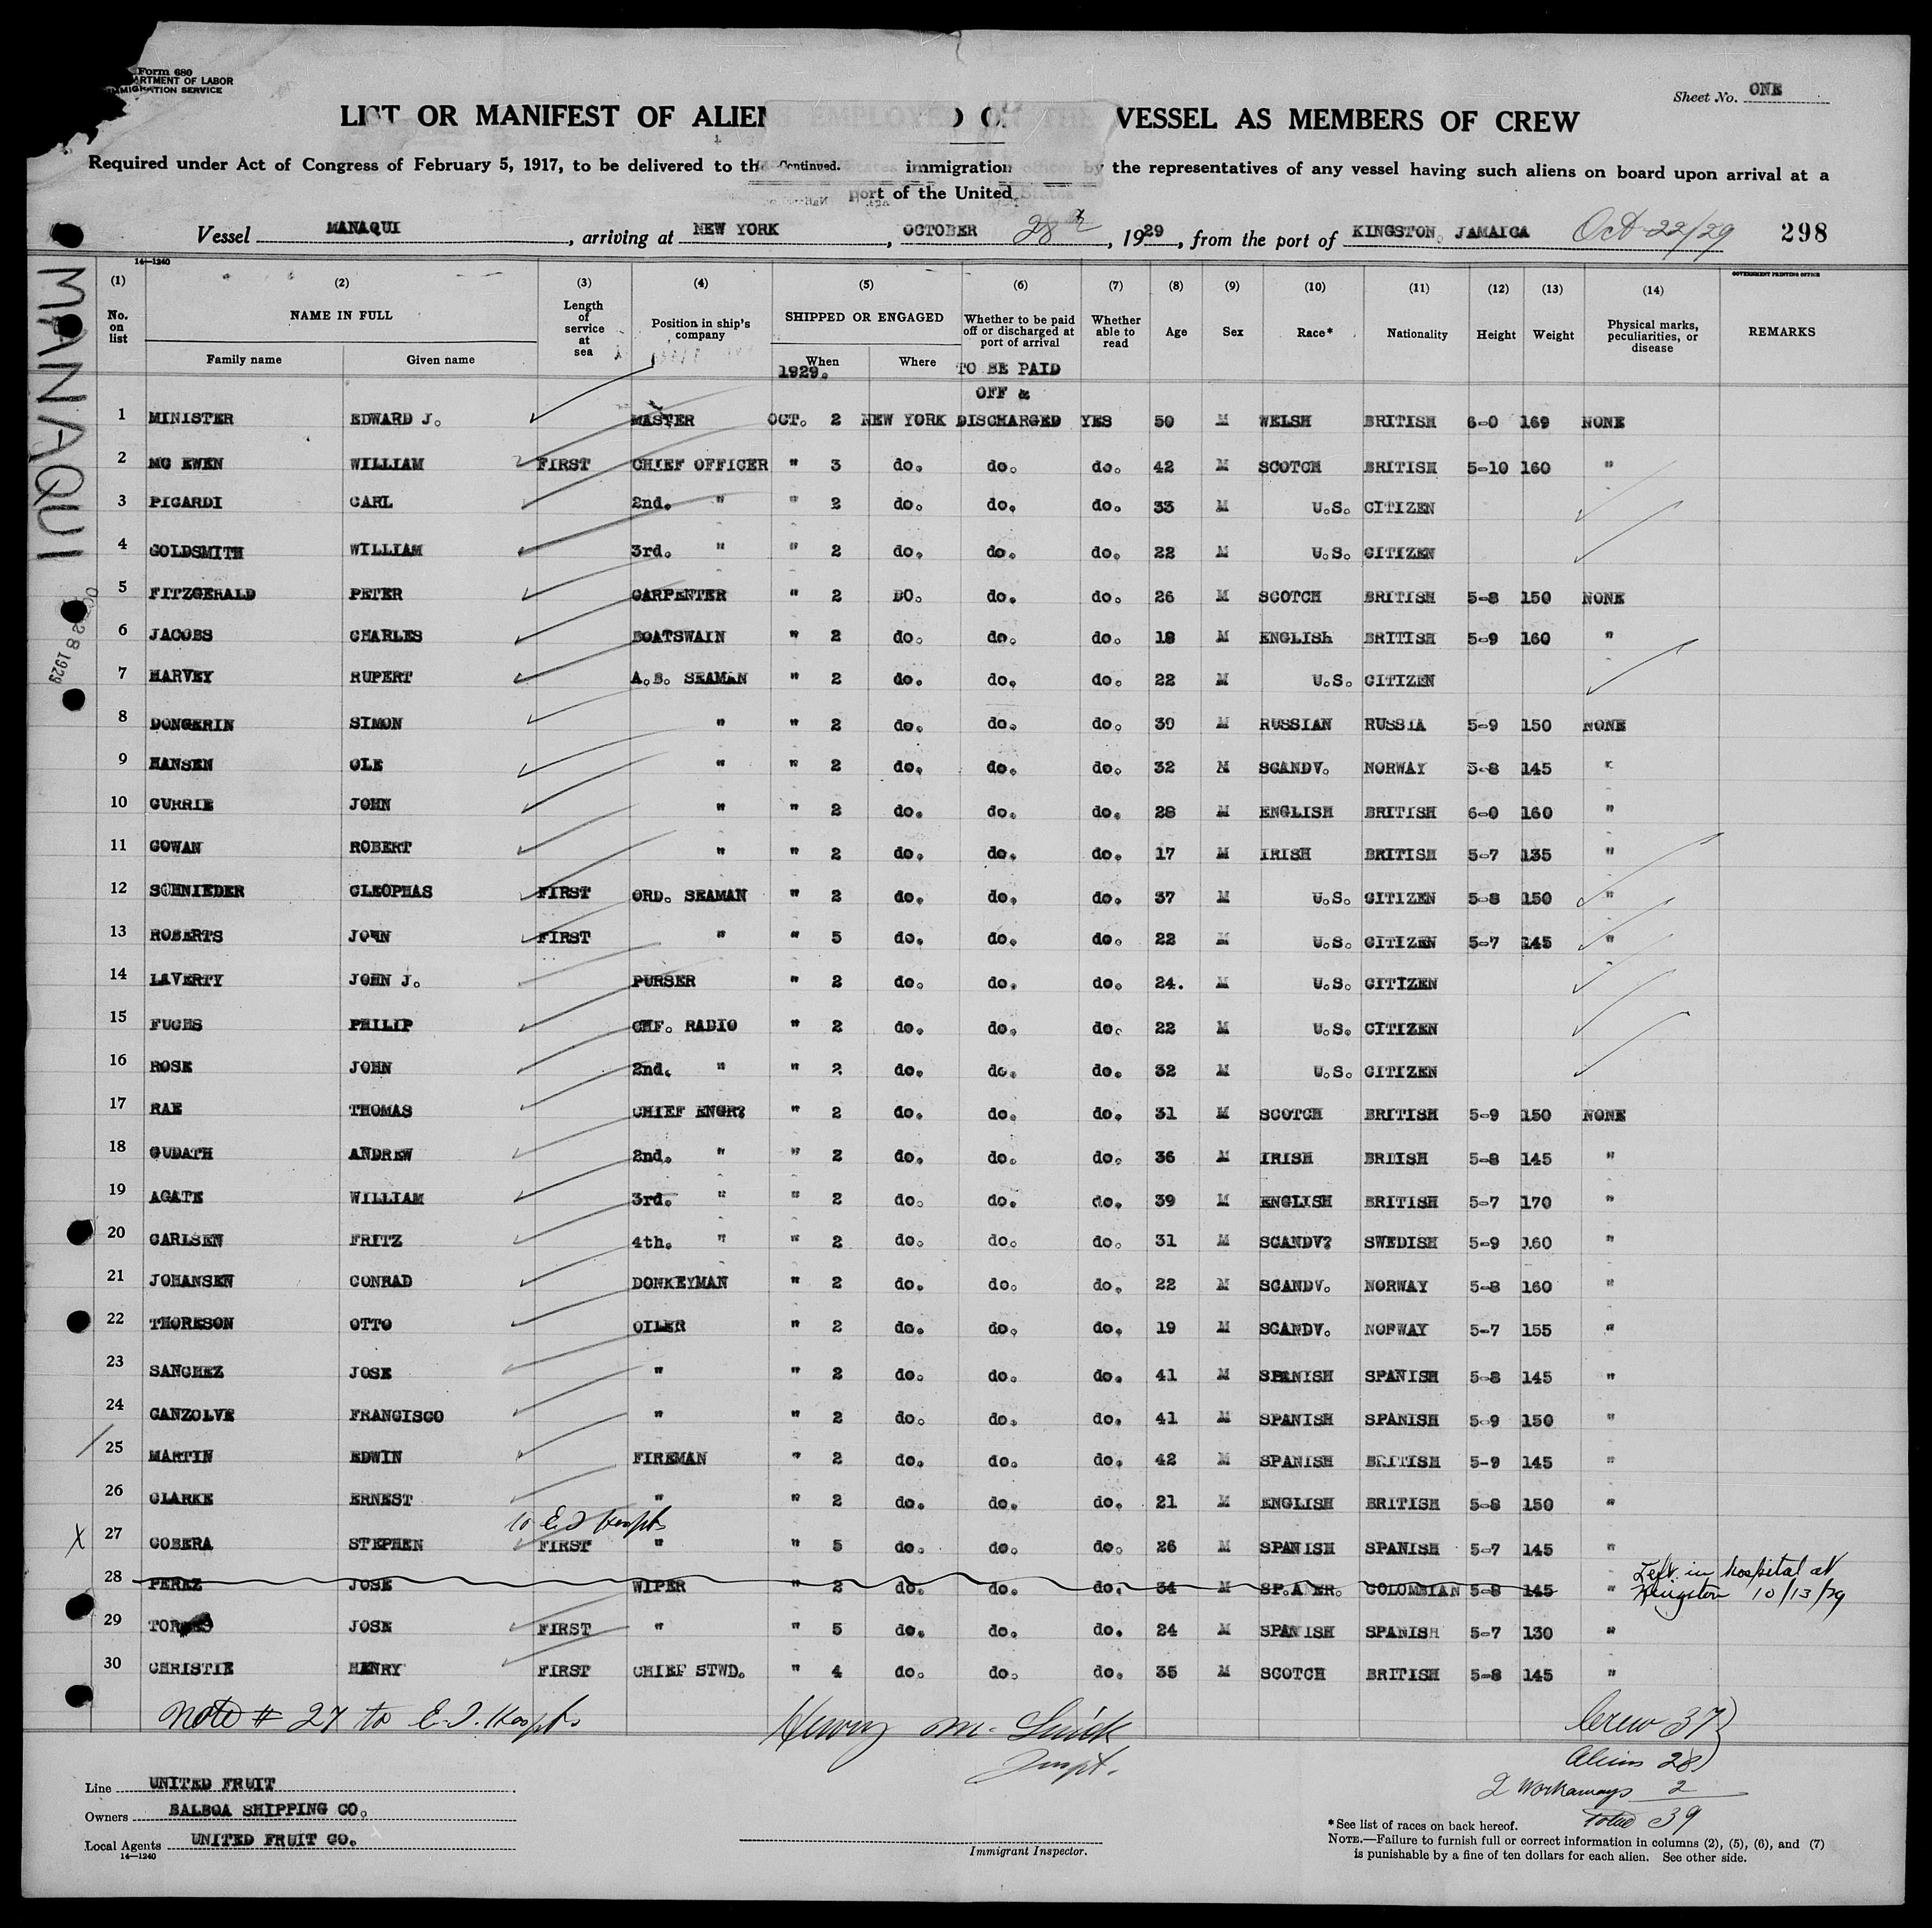 Form 680
ARTMENT OF LABOR
IMMIGRATION SERVICE
Sheet No. ONE
LIST OR MANIFEST OF ALIENS EMPLOYED ON THE VESSEL AS MEMBERS OF CREW
Continued.
Required under Act of Congress of February 5, 1917, to be delivered to the immigration officer by the representatives of any vessel having such aliens on board upon arrival at a
port of the United States
Vessel MANAQUI, arriving at NEW YORK, OCTOBER 28th, 1929, from the port of KINGSTON, JAMAICA Oct 22/29 298
MANAQUI
OCT 28 1929
14—1240
GOVERNMENT PRINTING OFFICE
(1) (2) (3) (4) (5) (6) (7) (8) (9) (10) (11) (12) (13) (14)
No. on list NAME IN FULL Length of service at sea Position in ship's company SHIPPED OR ENGAGED Whether to be paid off or discharged at port of arrival Whether able to read Age Sex Race* Nationality Height Weight Physical marks, peculiarities, or disease REMARKS
Family name Given name When Where
1929. TO BE PAID
OFF &
1 MINISTER EDWARD J. MASTER OCT. 2 NEW YORK DISCHARGED YES 50 M WELSH BRITISH 6-0 169 NONE
2 MC EWEN WILLIAM FIRST CHIEF OFFICER " 3 do. do. do. 42 M SCOTCH BRITISH 5-10 160 "
3 PICARDI CARL 2nd. " " 2 do. do. do. 33 M U.S. CITIZEN
4 GOLDSMITH WILLIAM 3rd. " " 2 do. do. do. 22 M U.S. CITIZEN
5 FITZGERALD PETER CARPENTER " 2 DO. do. do. 26 M SCOTCH BRITISH 5-8 150 NONE
6 JACOBS CHARLES BOATSWAIN " 2 do. do. do. 18 M ENGLISh BRITISH 5-9 160 "
7 HARVEY RUPERT A.B. SEAMAN " 2 do. do. do. 22 M U.S. CITIZEN
8 DONGERIN SIMON " " 2 do. do. do. 39 M RUSSIAN RUSSIA 5-9 150 NONE
9 HANSEN OLE " " 2 do. do. do. 32 M SCANDV. NORWAY 5-8 145 "
10 CURRIE JOHN " " 2 do. do. do. 28 M ENGLISH BRITISH 6-0 160 "
11 COWAN ROBERT " " 2 do. do. do. 17 M IRISH BRITISH 5-7 135 "
12 SCHNIEDER CLEOPHAS FIRST ORD. SEAMAN " 2 do. do. do. 37 M U.S. CITIZEN 5-8 150 "
13 ROBERTS JOHN FIRST " " 5 do. do. do. 22 M U.S. CITIZEN 5-7 145 "
14 LAVERTY JOHN J. PURSER " 2 do. do. do. 24. M U.S. CITIZEN
15 FUCHS PHILIP CHF. RADIO " 2 do. do. do. 22 M U.S. CITIZEN
16 ROSE JOHN 2nd. " " 2 do. do. do. 32 M U.S. CITIZEN
17 RAE THOMAS CHIEF ENGR? " 2 do. do. do. 31 M SCOTCH BRITISH 5-9 150 NONE
18 CUDATH ANDREW 2nd. " " 2 do. do. do. 36 M IRISH BRIISH 5-8 145 "
19 AGATE WILLIAM 3rd. " " 2 do. do. do. 39 M ENGLISH BRITISH 5-7 170 "
20 CARLSEN FRITZ 4th. " " 2 do. do. do. 31 M SCANDV? SWEDISH 5-9 160 "
21 JOHANSEN CONRAD DONKEYMAN " 2 do. do. do. 22 M SCANDV. NORWAY 5-8 160 "
22 THORESON OTTO OILER " 2 do. do. do. 19 M SCANDV. NORWAY 5-7 155 "
23 SANCHEZ JOSE " " 2 do. do. do. 41 M SPANISH SPANISH 5-8 145 "
24 CANZOLVE FRANCISCO " " 2 do. do. do. 41 M SPANISH SPANISH 5-9 150 "
25 MARTIN EDWIN FIREMAN " 2 do. do. do. 42 M SPANISH BRITISH 5-9 145 "
26 CLARKE ERNEST " " 2 do. do. do. 21 M ENGLISH BRITISH 5-8 150 "
to E.I. Hospts
X 27 COBERA STEPHEN FIRST " " 5 do. do. do. 26 M SPANISH SPANISH 5-7 145 "
28 PEREZ JOSE WIPER " 2 do. do. do. 34 M SP.AMER. COLOMBIAN 5-8 145 " Left in hospital at
Kingston 10/13/29
29 TORRES JOSE FIRST " " 5 do. do. do. 24 M SPANISH SPANISH 5-7 130 "
30 CHRISTIE HENRY FIRST CHIEF STWD. " 4 do. do. do. 35 M SCOTCH BRITISH 5-8 145 "
Note # 27 to E.I. Hospts
Inspt.
Crew 37
Aliens 28
2 Workaways 2
Total 39
Line UNITED FRUIT
Owners BALBOA SHIPPING CO.
Local Agents UNITED FRUIT CO.
14—1240
Immigrant Inspector.
*See list of races on back hereof.
NOTE.—Failure to furnish full or correct information in columns (2), (5), (6), and (7)
is punishable by a fine of ten dollars for each alien. See other side.